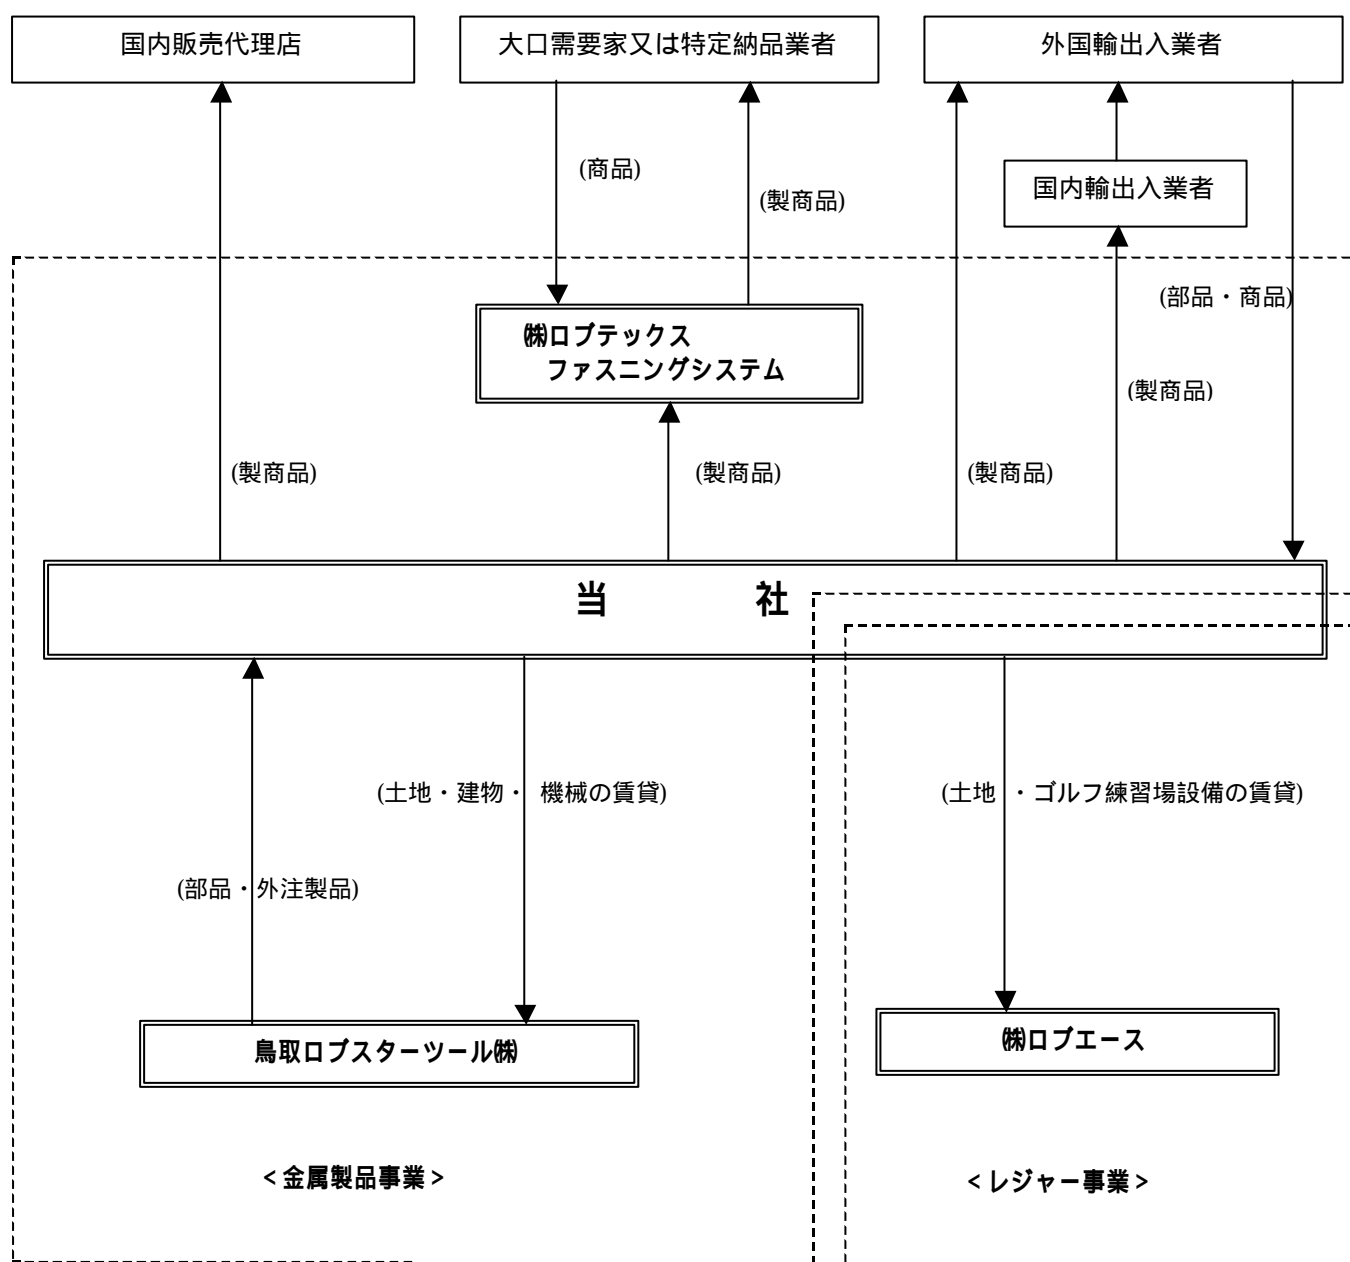 国内販売代理店
大口需要家又は特定納品業者
外国輸出入業者
(商品)
(製商品)
国内輸出入業者
(部品・商品)
㈱ロブテックス
ファスニングシステム
(製商品)
(製商品)
(製商品)
(製商品)
当 社
(土地・建物・ 機械の賃貸)
(土地 ・ゴルフ練習場設備の賃貸)
(部品・外注製品)
鳥取ロブスターツール㈱
㈱ロブエース
<金属製品事業>
<レジャー事業>